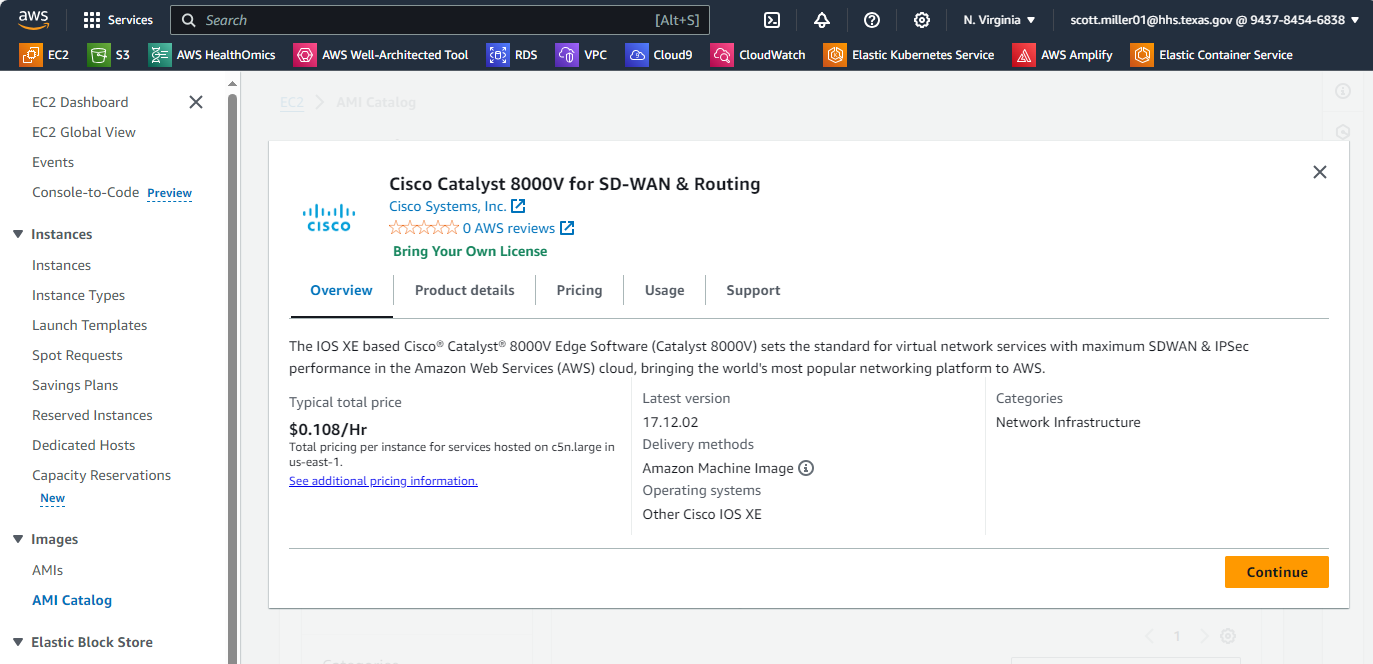 aws
Services
Search
[Alt+S]
N. Virginia
scott.miller01@hhs.texas.gov @ 9437-8454-6838
EC2
S3
AWS HealthOmics
AWS Well-Architected Tool
RDS
VPC
Cloud9
CloudWatch
Elastic Kubernetes Service
AWS Amplify
Elastic Container Service
EC2 Dashboard
EC2 Global View
Events
Console-to-Code Preview
Instances
Instances
Instance Types
Launch Templates
Spot Requests
Savings Plans
Reserved Instances
Dedicated Hosts
Capacity Reservations
New
Images
AMIs
AMI Catalog
Elastic Block Store
EC2
AMI Catalog
CISCO
Cisco Catalyst 8000V for SD-WAN & Routing
Cisco Systems, Inc.
0 AWS reviews
Bring Your Own License
Overview
Product details
Pricing
Usage
Support
The IOS XE based Cisco® Catalyst® 8000V Edge Software (Catalyst 8000V) sets the standard for virtual network services with maximum SDWAN & IPSec
performance in the Amazon Web Services (AWS) cloud, bringing the world's most popular networking platform to AWS.
Typical total price
$0.108/Hr
Total pricing per instance for services hosted on c5n.large in
us-east-1.
See additional pricing information.
Latest version
17.12.02
Delivery methods
Amazon Machine Image
Operating systems
Other Cisco IOS XE
Categories
Network Infrastructure
Continue
1
Categories